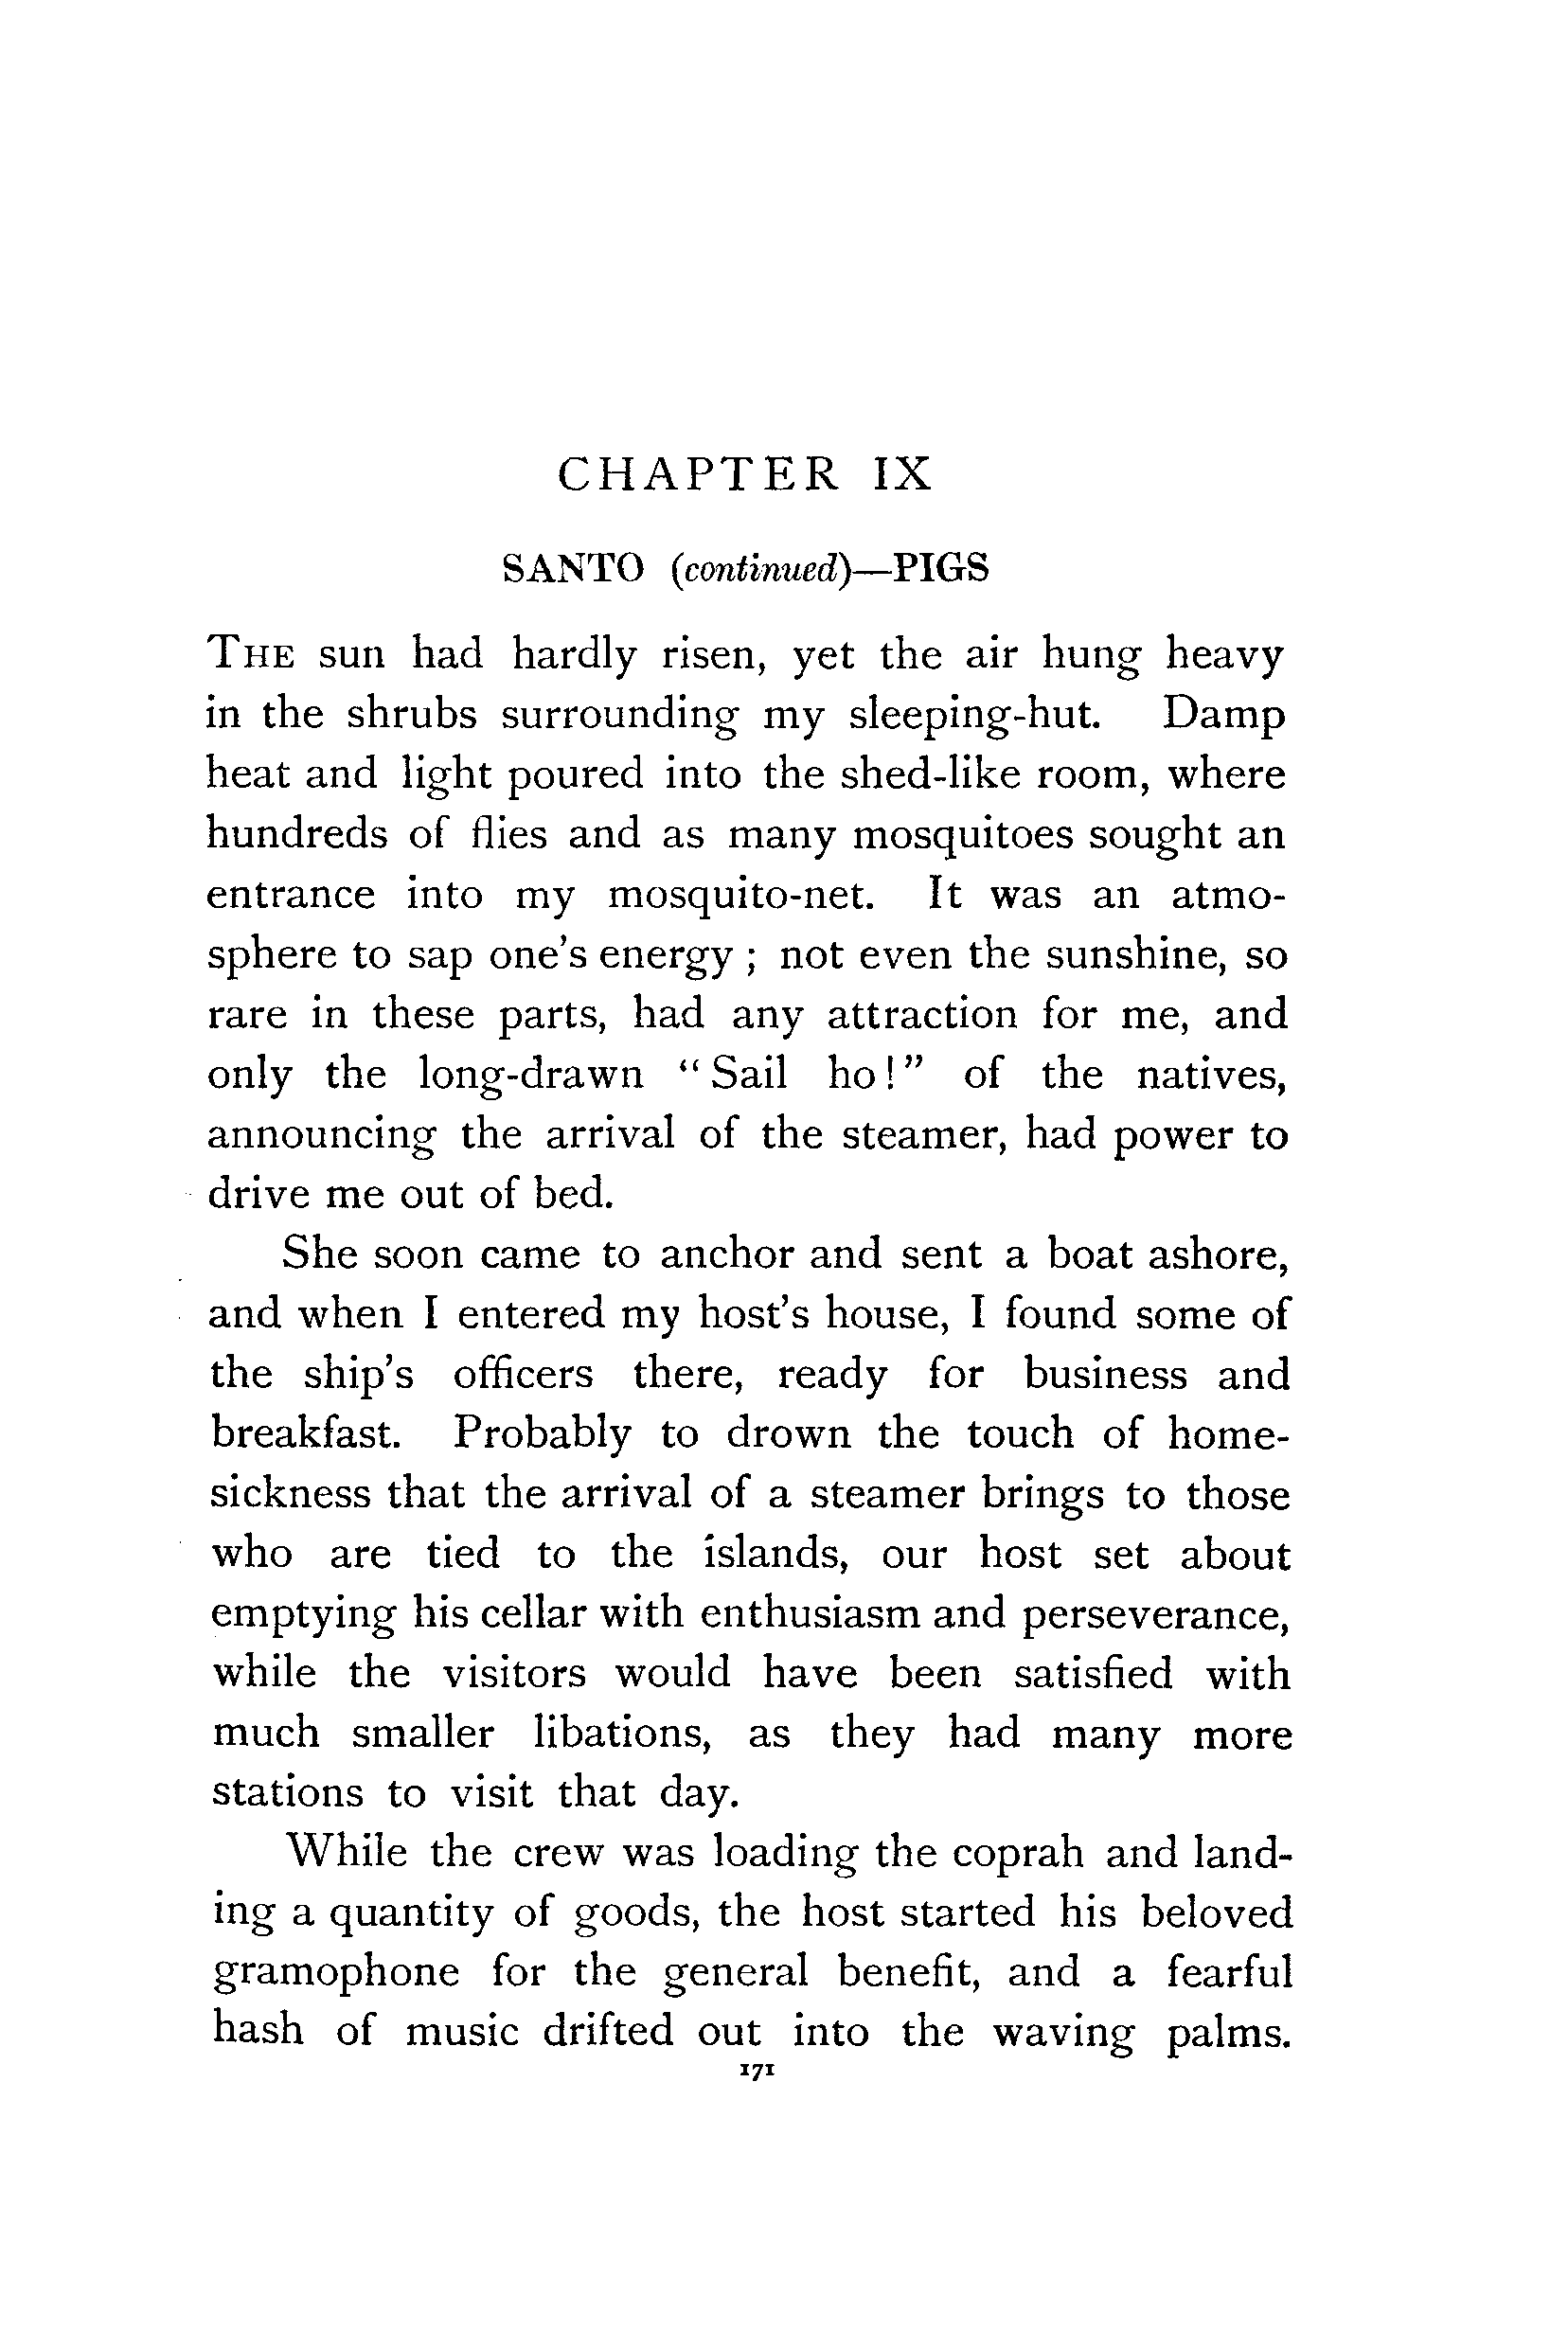 CHAPTER IX
SANTO (continued)—PIGS
THE sun had hardly risen, yet the air hung heavy
in the shrubs surrounding my sleeping-hut. Damp
heat and light poured into the shed-like room, where
hundreds of flies and as many mosquitoes sought an
entrance into my mosquito-net. It was an atmo-
sphere to sap one's energy ; not even the sunshine, so
rare in these parts, had any attraction for me, and
only the long-drawn “ Sail ho! ” of the natives,
announcing the arrival of the steamer, had power to
drive me out of bed.
She soon came to anchor and sent a boat ashore,
and when I entered my host's house, I found some of
the ship's officers there, ready for business and
breakfast. Probably to drown the touch of home-
sickness that the arrival of a steamer brings to those
who are tied to the islands, our host set about
emptying his cellar with enthusiasm and perseverance,
while the visitors would have been satisfied with
much smaller libations, as they had many more
stations to visit that day.
While the crew was loading the coprah and land-
ing a quantity of goods, the host started his beloved
gramophone for the general benefit, and a fearful
hash of music drifted out into the waving palms.
171